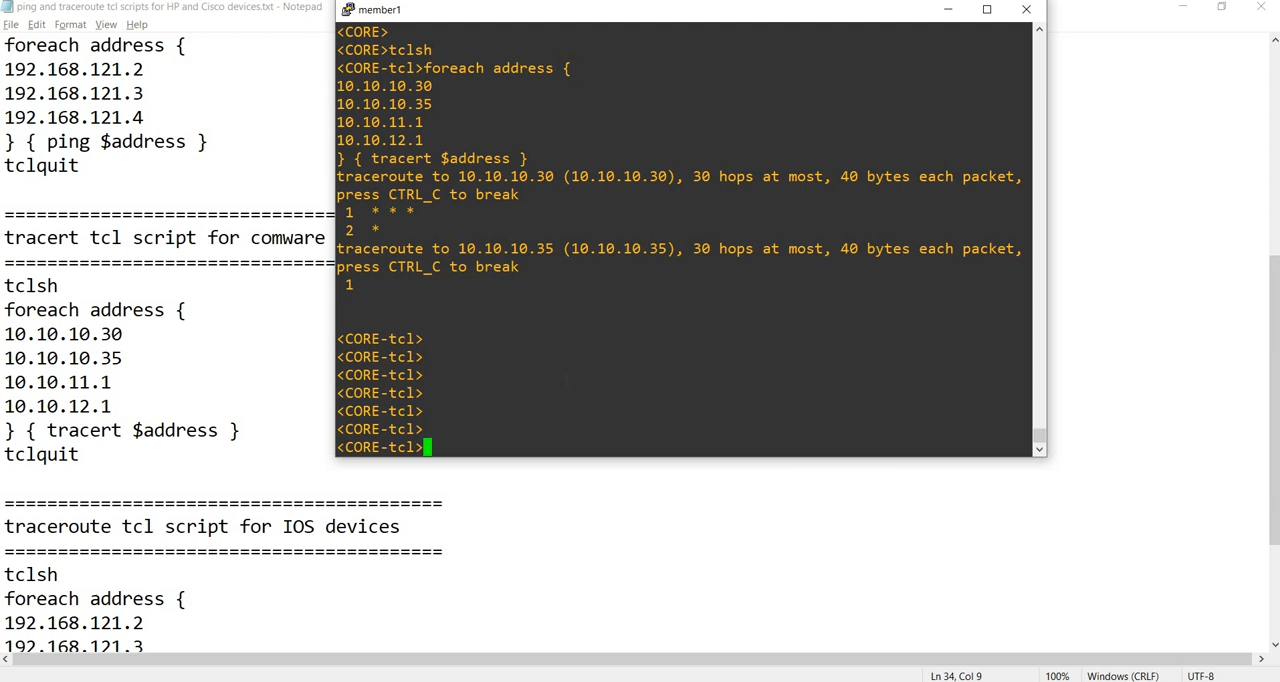 ping and traceroute tcl scripts for HP and Cisco devices.txt - Notepad
File Edit Format View Help
foreach address {
192.168.121.2
192.168.121.3
192.168.121.4
} { ping $address }
tclquit
==============================
tracert tcl script for comware
==============================
tclsh
foreach address {
10.10.10.30
10.10.10.35
10.10.11.1
10.10.12.1
} { tracert $address }
tclquit
========================================
traceroute tcl script for IOS devices
========================================
tclsh
foreach address {
192.168.121.2
192.168.121.3
member1
<CORE>
<CORE>tclsh
<CORE-tcl>foreach address {
10.10.10.30
10.10.10.35
10.10.11.1
10.10.12.1
} { tracert $address }
traceroute to 10.10.10.30 (10.10.10.30), 30 hops at most, 40 bytes each packet,
press CTRL_C to break
1 * * *
2 *
traceroute to 10.10.10.35 (10.10.10.35), 30 hops at most, 40 bytes each packet,
press CTRL_C to break
1
<CORE-tcl>
<CORE-tcl>
<CORE-tcl>
<CORE-tcl>
<CORE-tcl>
<CORE-tcl>
<CORE-tcl>
Ln 34, Col 9 100% Windows (CRLF) UTF-8